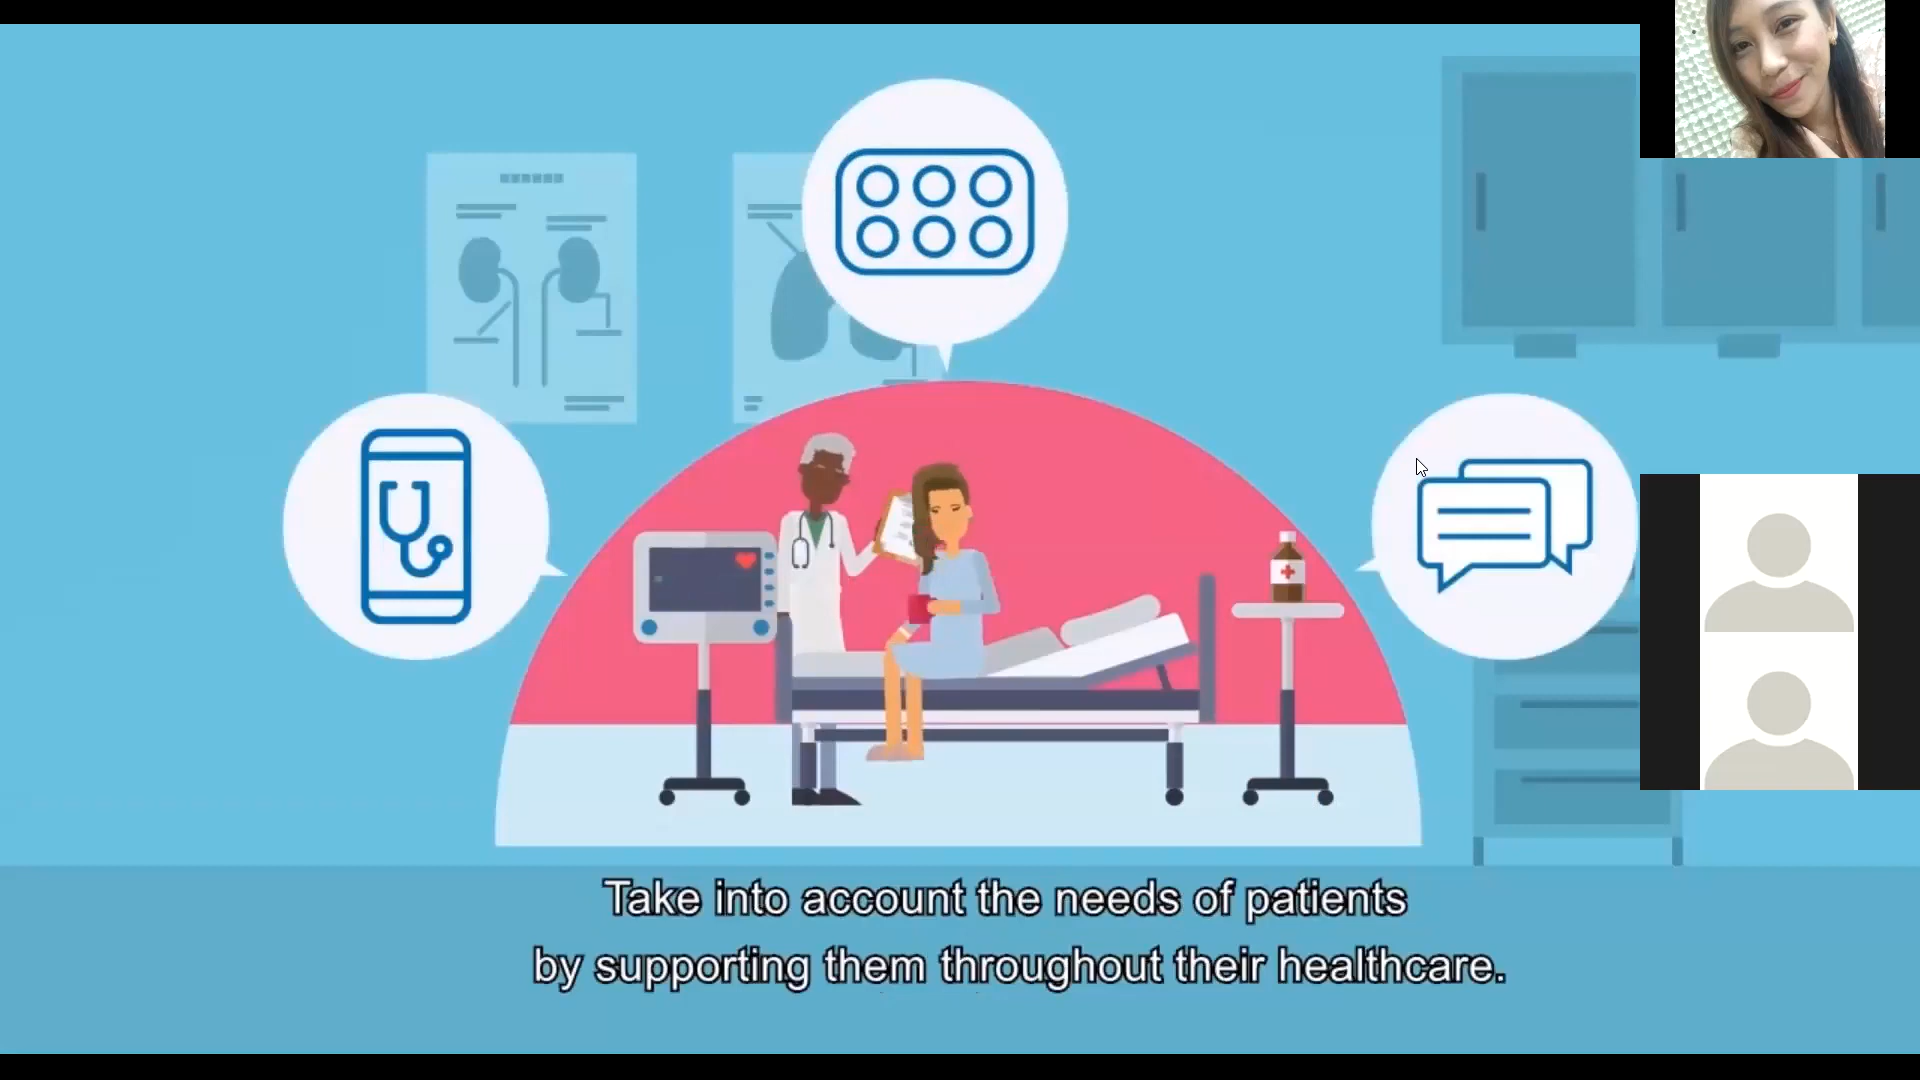 Take into account the needs of patients
by supporting them throughout their healthcare.